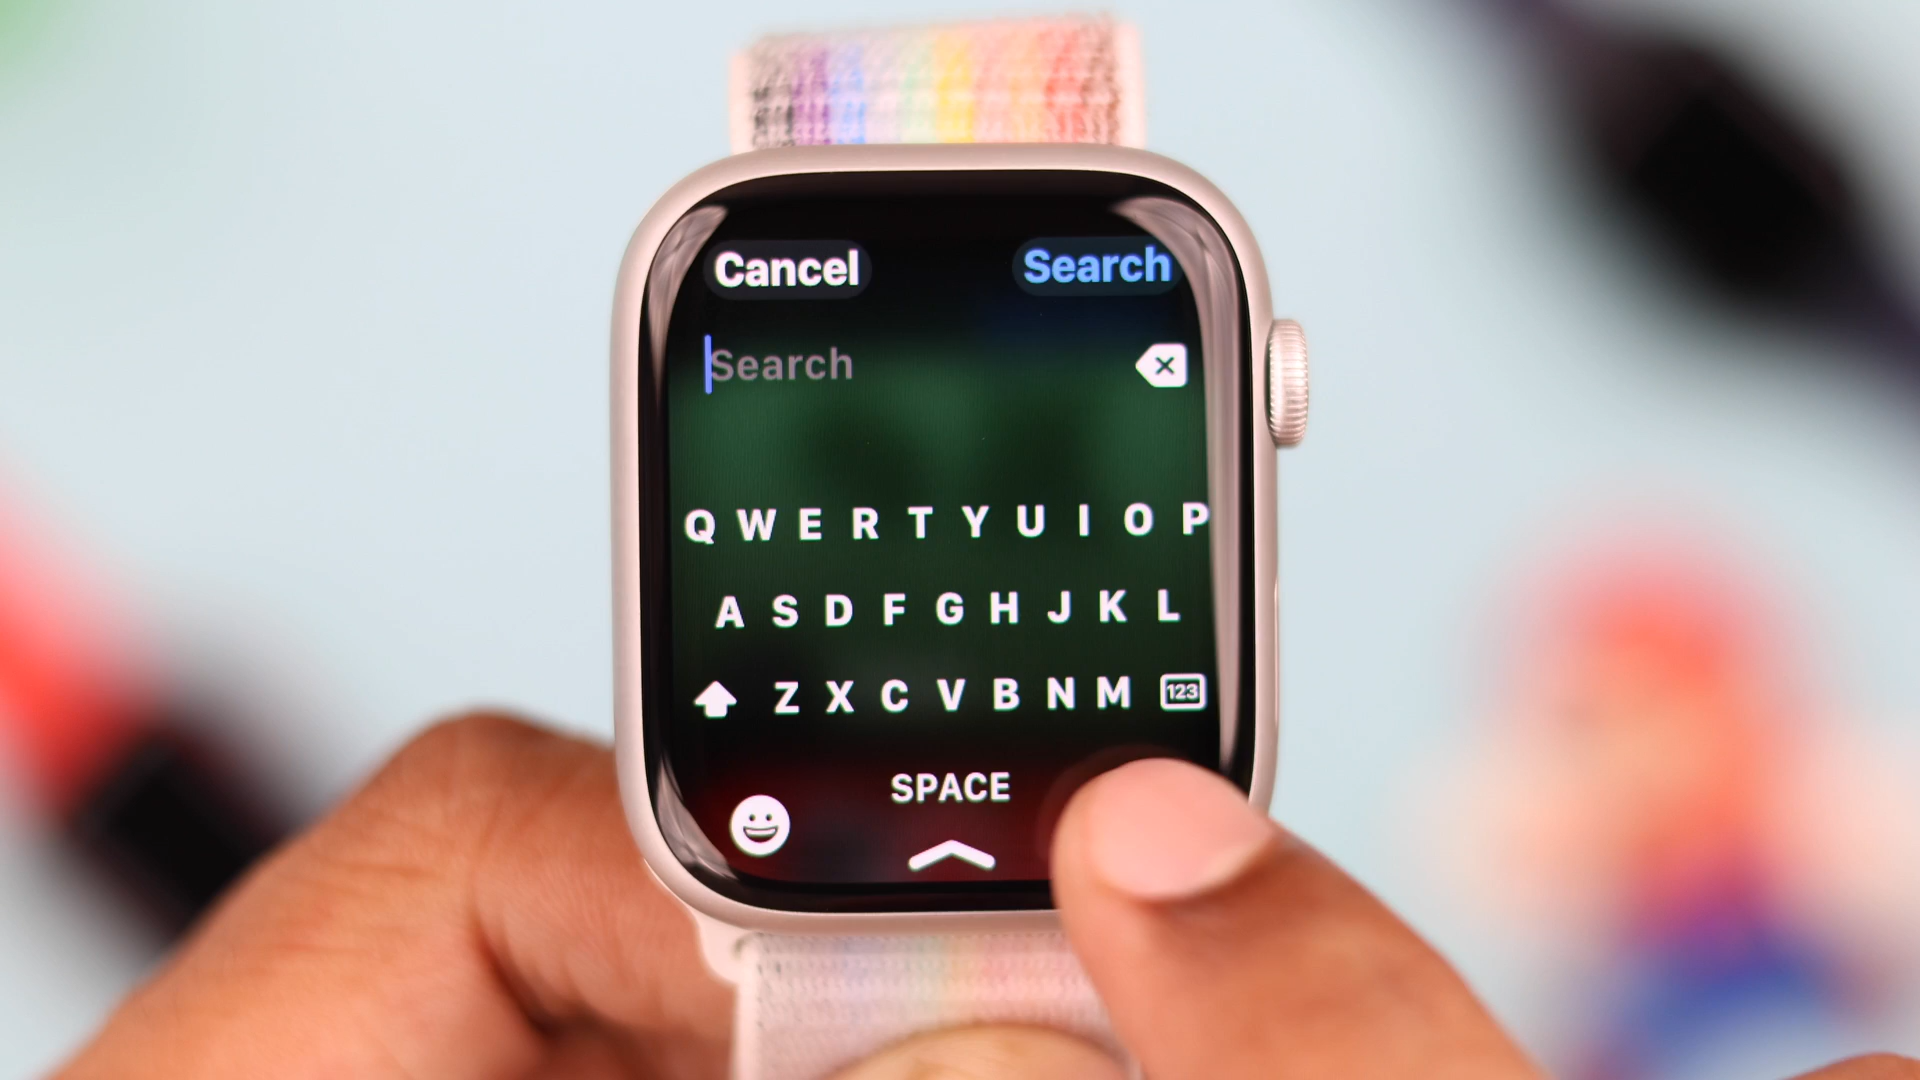 Cancel Search
Search
Q W E R T Y U I O P
A S D F G H J K L
Z X C V B N M 123
SPACE